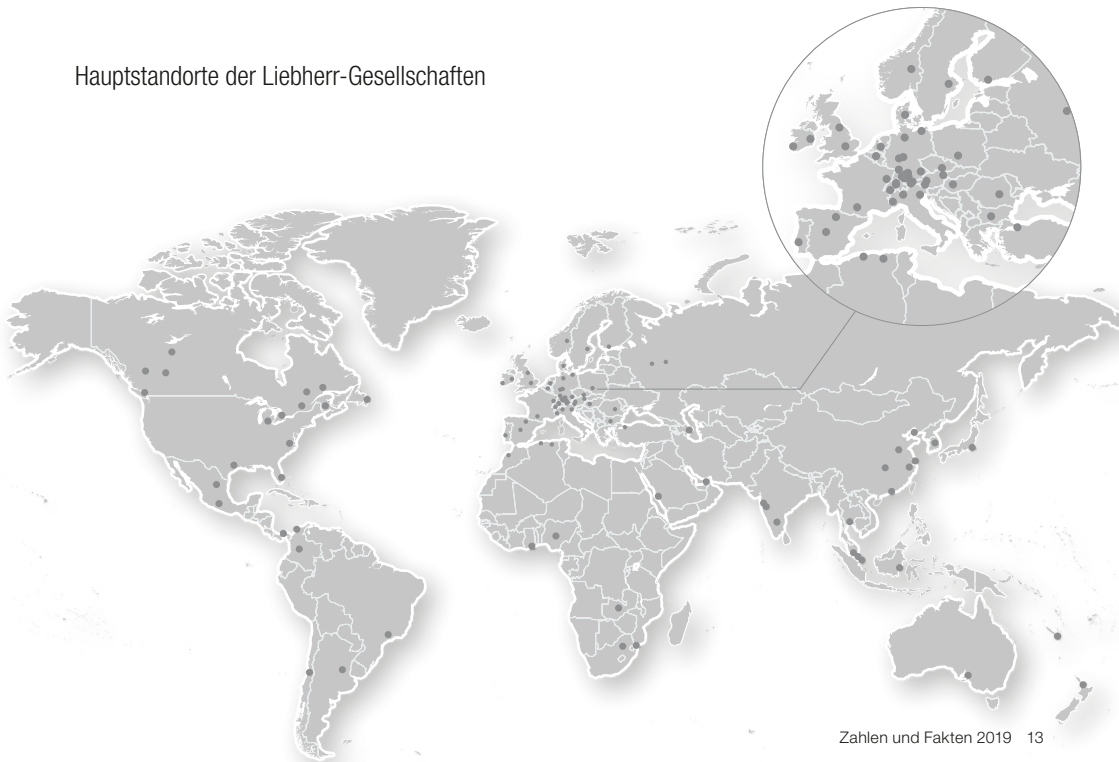 Hauptstandorte der Liebherr-Gesellschaften
Zahlen und Fakten 2019 13